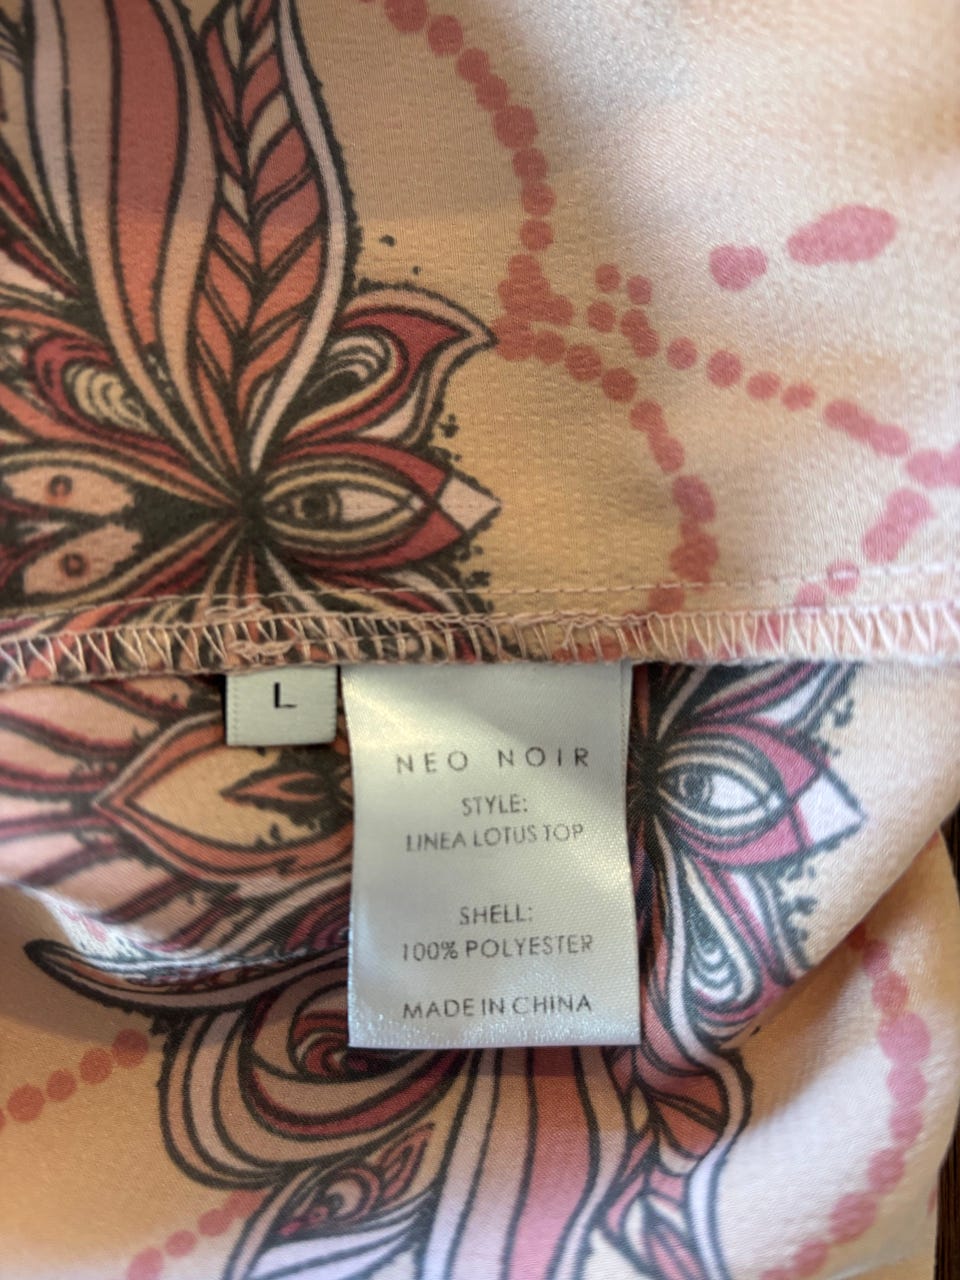 L
NEO NOIR
STYLE:
LINEA LOTUS TOP
SHELL:
100% POLYESTER
MADE IN CHINA